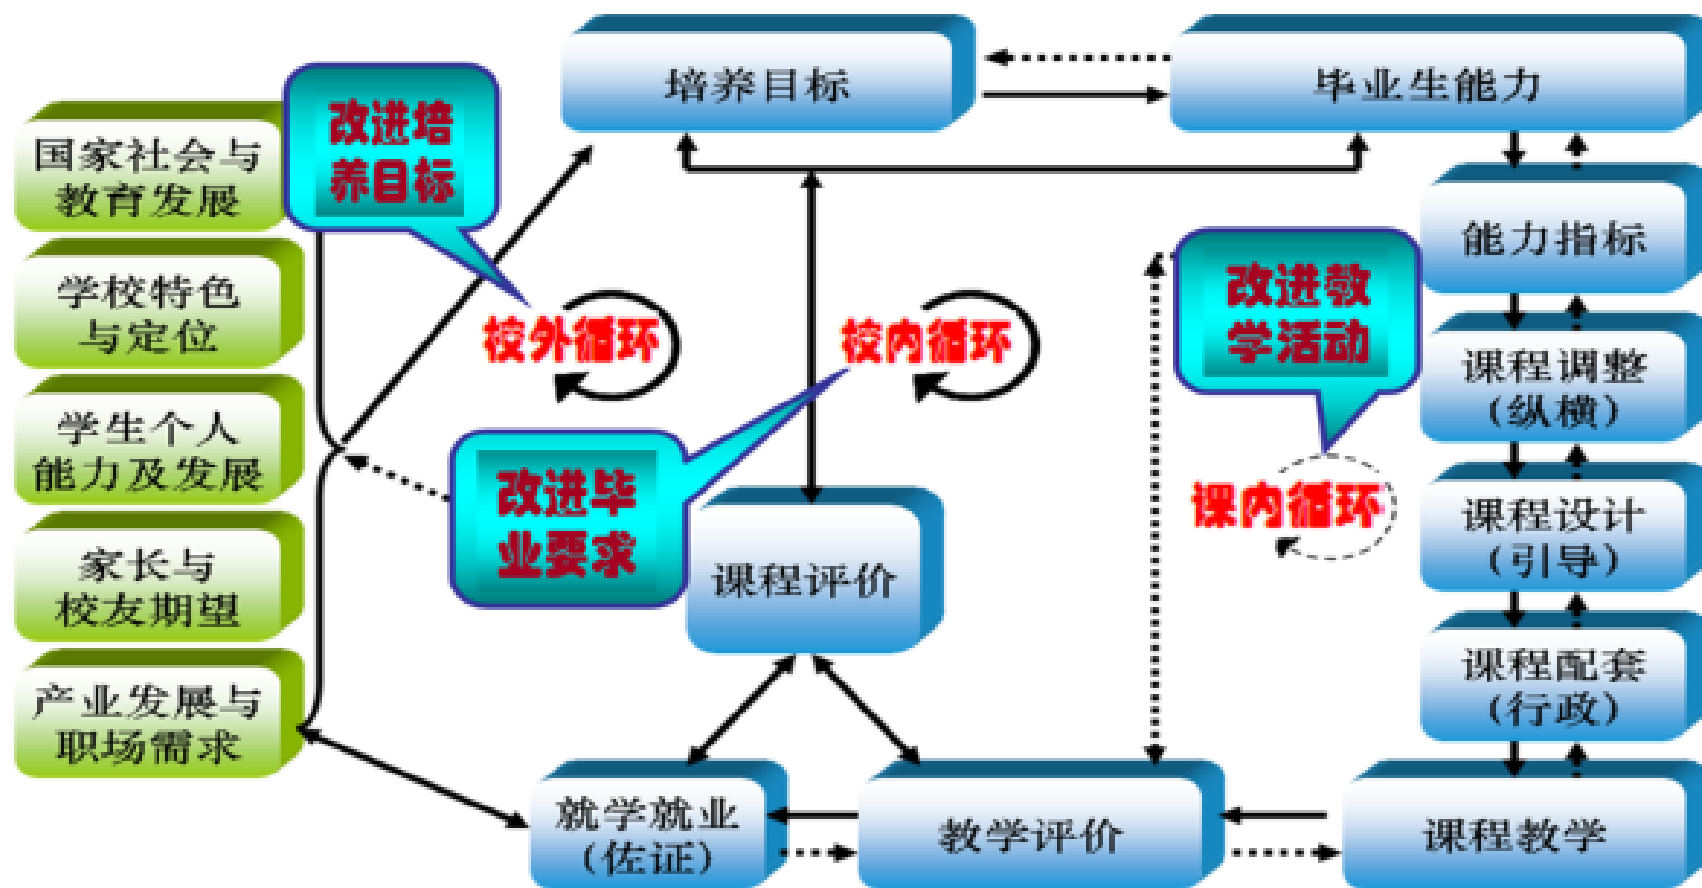 培养目标
毕业生能力
改进培
养目标
国家社会与
教育发展
能力指标
学校特色
与定位
改进教
学活动
校外循环
校内循环
课程调整
(纵横)
学生个人
能力及发展
改进毕
业要求
课内循环
课程设计
(引导)
课程评价
家长与
校友期望
课程配套
(行政)
产业发展与
职场需求
就学就业
(佐证)
教学评价
课程教学